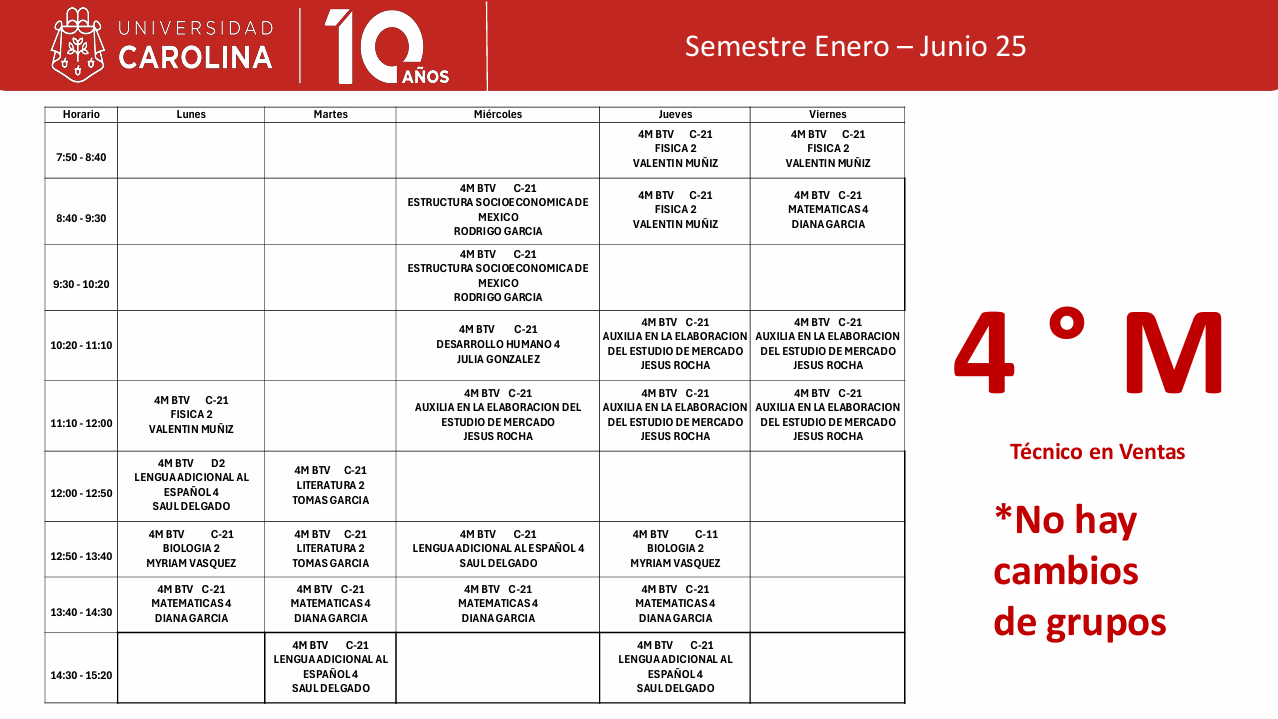 UNIVERSIDAD
CAROLINA
10
AÑOS
Semestre Enero – Junio 25
Horario Lunes Martes Miércoles Jueves Viernes
7:50 - 8:40
4M BTV C-21
FISICA 2
VALENTIN MUÑIZ
4M BTV C-21
FISICA 2
VALENTIN MUÑIZ
8:40 - 9:30
4M BTV C-21
ESTRUCTURA SOCIOECONOMICA DE
MEXICO
RODRIGO GARCIA
4M BTV C-21
FISICA 2
VALENTIN MUÑIZ
4M BTV C-21
MATEMATICAS 4
DIANA GARCIA
9:30 - 10:20
4M BTV C-21
ESTRUCTURA SOCIOECONOMICA DE
MEXICO
RODRIGO GARCIA
10:20 - 11:10
4M BTV C-21
DESARROLLO HUMANO 4
JULIA GONZALEZ
4M BTV C-21
AUXILIA EN LA ELABORACION
DEL ESTUDIO DE MERCADO
JESUS ROCHA
4M BTV C-21
AUXILIA EN LA ELABORACION
DEL ESTUDIO DE MERCADO
JESUS ROCHA
11:10 - 12:00
4M BTV C-21
FISICA 2
VALENTIN MUÑIZ
4M BTV C-21
AUXILIA EN LA ELABORACION DEL
ESTUDIO DE MERCADO
JESUS ROCHA
4M BTV C-21
AUXILIA EN LA ELABORACION
DEL ESTUDIO DE MERCADO
JESUS ROCHA
4M BTV C-21
AUXILIA EN LA ELABORACION
DEL ESTUDIO DE MERCADO
JESUS ROCHA
12:00 - 12:50
4M BTV D2
LENGUA ADICIONAL AL
ESPAÑOL 4
SAUL DELGADO
4M BTV C-21
LITERATURA 2
TOMAS GARCIA
12:50 - 13:40
4M BTV C-21
BIOLOGIA 2
MYRIAM VASQUEZ
4M BTV C-21
LITERATURA 2
TOMAS GARCIA
4M BTV C-21
LENGUA ADICIONAL AL ESPAÑOL 4
SAUL DELGADO
4M BTV C-11
BIOLOGIA 2
MYRIAM VASQUEZ
13:40 - 14:30
4M BTV C-21
MATEMATICAS 4
DIANA GARCIA
4M BTV C-21
MATEMATICAS 4
DIANA GARCIA
4M BTV C-21
MATEMATICAS 4
DIANA GARCIA
4M BTV C-21
MATEMATICAS 4
DIANA GARCIA
14:30 - 15:20
4M BTV C-21
LENGUA ADICIONAL AL
ESPAÑOL 4
SAUL DELGADO
4M BTV C-21
LENGUA ADICIONAL AL
ESPAÑOL 4
SAUL DELGADO
4 ° M
Técnico en Ventas
*No hay
cambios
de grupos